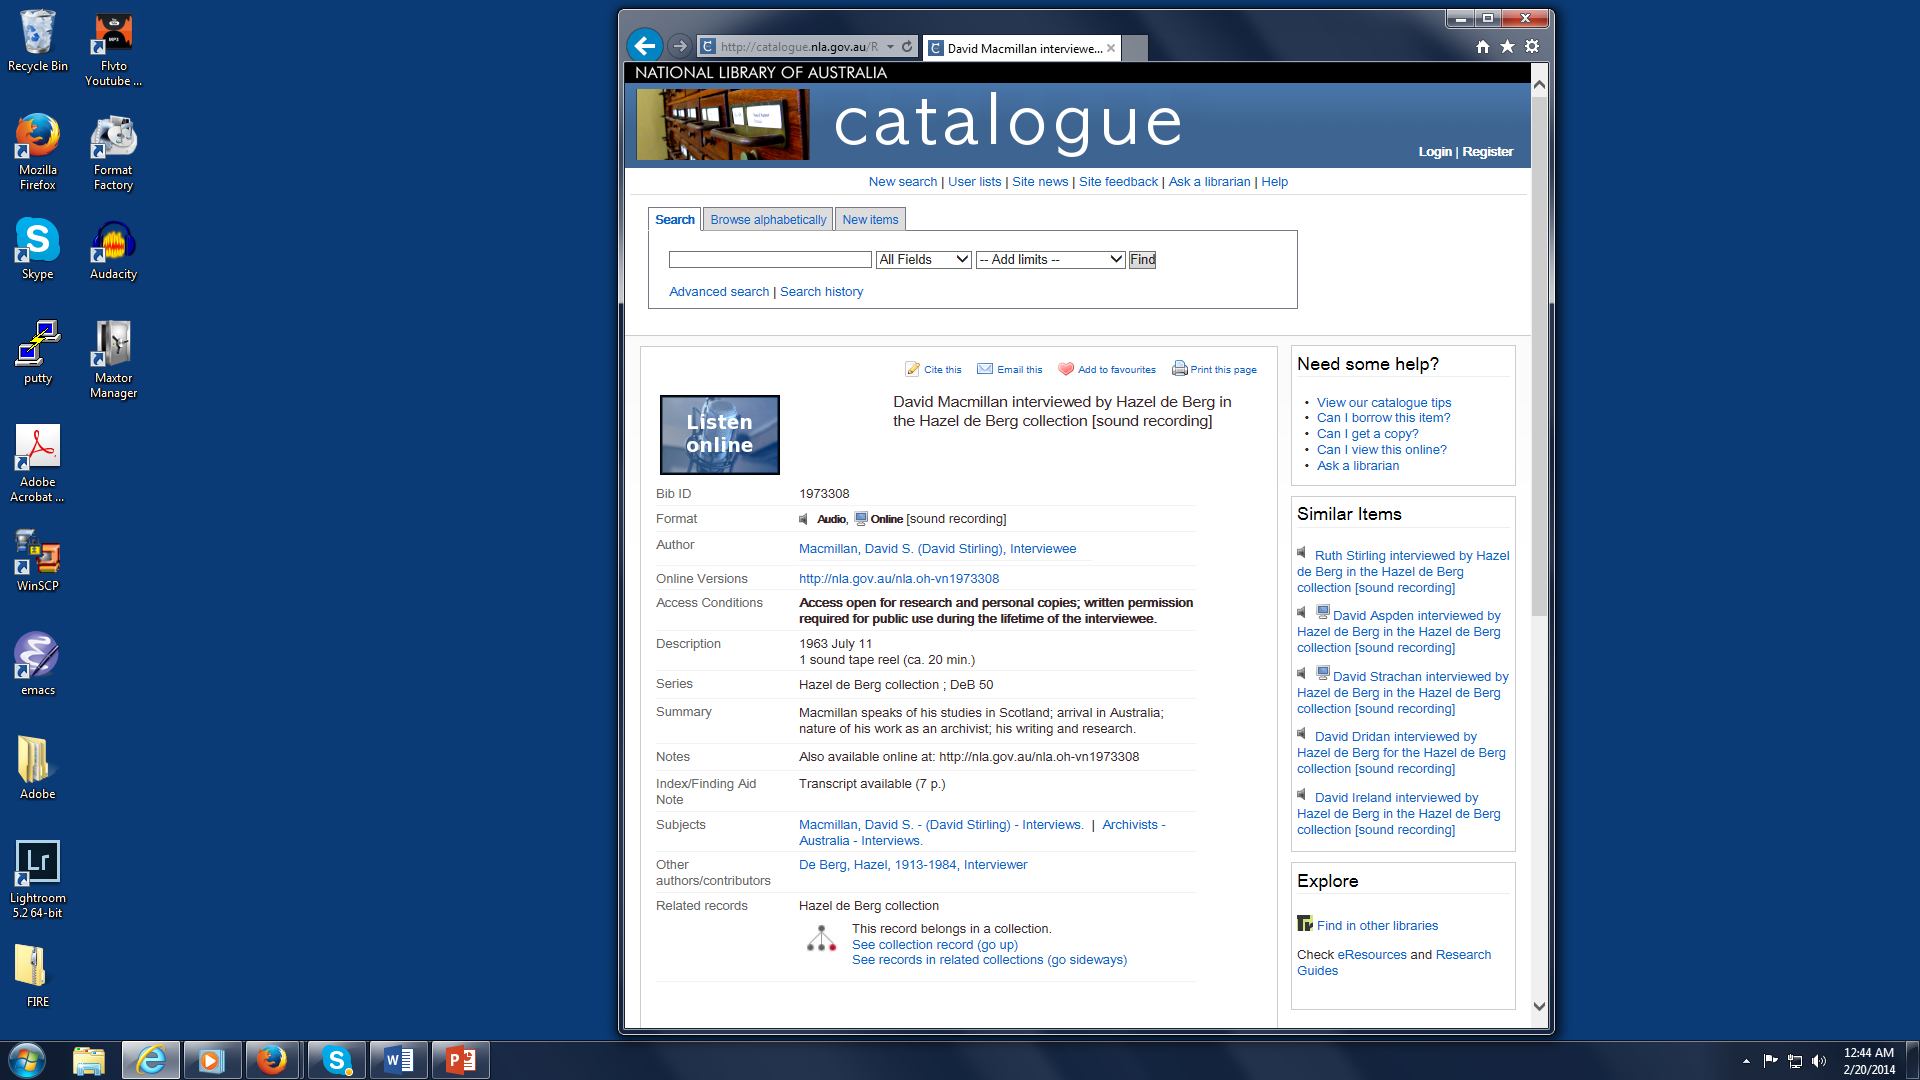 Recycle Bin
Flvto
Youtube ...
Mozilla
Firefox
Format
Factory
Skype
Audacity
putty
Maxtor
Manager
Adobe
Acrobat ...
WinSCP
emacs
Adobe
Lr
Lightroom
5.2 64-bit
FIRE
http://catalogue.nla.gov.au/R
David Macmillan interviewe...
NATIONAL LIBRARY OF AUSTRALIA
catalogue
Login | Register
New search | User lists | Site news | Site feedback | Ask a librarian | Help
Search
Browse alphabetically
New items
All Fields
-- Add limits --
Find
Advanced search | Search history
Cite this
Email this
Add to favourites
Print this page
Listen
online
David Macmillan interviewed by Hazel de Berg in
the Hazel de Berg collection [sound recording]
Bib ID
1973308
Format
Audio, Online [sound recording]
Author
Macmillan, David S. (David Stirling), Interviewee
Online Versions
http://nla.gov.au/nla.oh-vn1973308
Access Conditions
Access open for research and personal copies; written permission
required for public use during the lifetime of the interviewee.
Description
1963 July 11
1 sound tape reel (ca. 20 min.)
Series
Hazel de Berg collection ; DeB 50
Summary
Macmillan speaks of his studies in Scotland; arrival in Australia;
nature of his work as an archivist; his writing and research.
Notes
Also available online at: http://nla.gov.au/nla.oh-vn1973308
Index/Finding Aid
Note
Transcript available (7 p.)
Subjects
Macmillan, David S. - (David Stirling) - Interviews. | Archivists -
Australia - Interviews.
Other
authors/contributors
De Berg, Hazel, 1913-1984, Interviewer
Related records
Hazel de Berg collection
This record belongs in a collection.
See collection record (go up)
See records in related collections (go sideways)
Need some help?
• View our catalogue tips
• Can I borrow this item?
• Can I get a copy?
• Can I view this online?
• Ask a librarian
Similar Items
Ruth Stirling interviewed by Hazel
de Berg in the Hazel de Berg
collection [sound recording]
David Aspden interviewed by
Hazel de Berg in the Hazel de Berg
collection [sound recording]
David Strachan interviewed by
Hazel de Berg in the Hazel de Berg
collection [sound recording]
David Dridan interviewed by
Hazel de Berg for the Hazel de Berg
collection [sound recording]
David Ireland interviewed by
Hazel de Berg in the Hazel de Berg
collection [sound recording]
Explore
Find in other libraries
Check eResources and Research
Guides
12:44 AM
2/20/2014